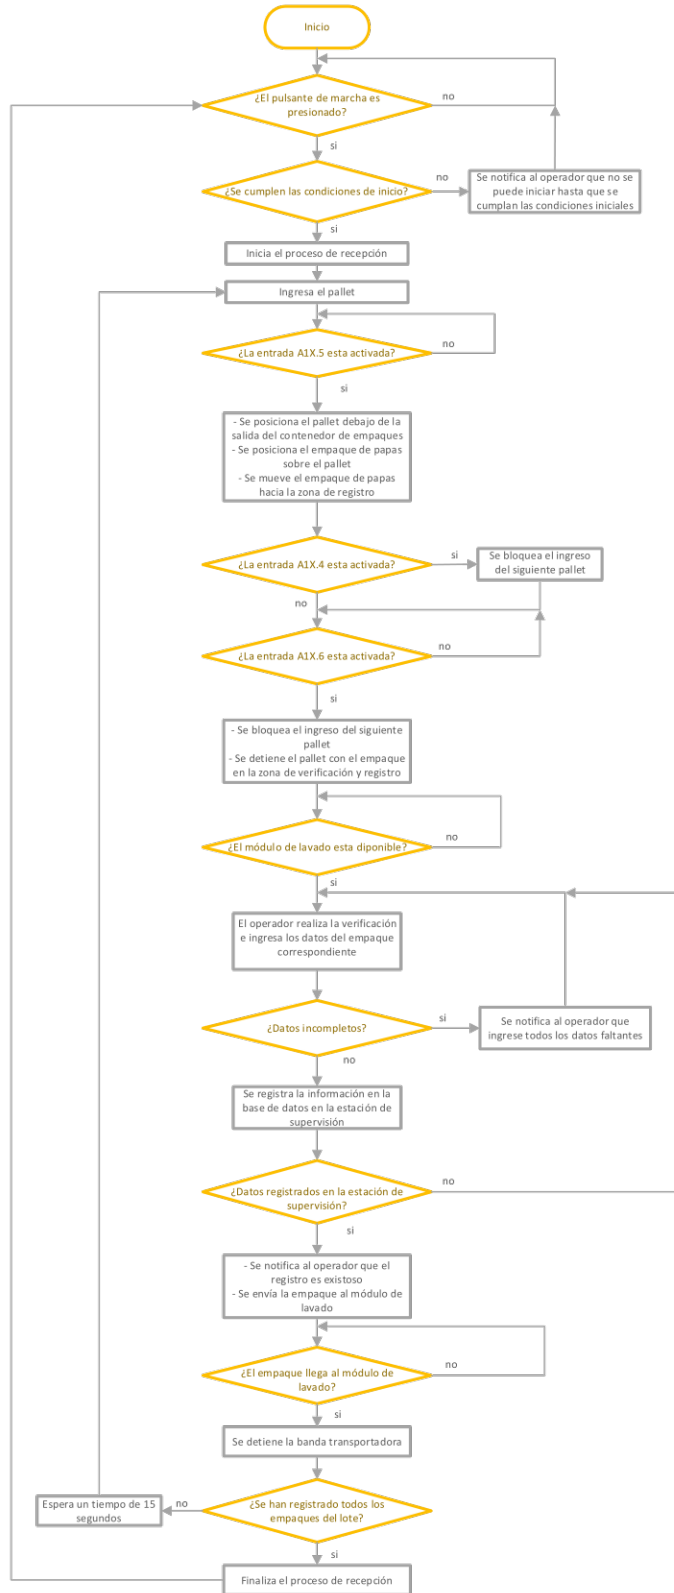 Inicio
¿El pulsante de marcha es
presionado?
no
si
¿Se cumplen las condiciones de inicio?
no
Se notifica al operador que no se
puede iniciar hasta que se
cumplan las condiciones iniciales
si
Inicia el proceso de recepción
Ingresa el pallet
¿La entrada A1X.5 esta activada?
no
si
- Se posiciona el pallet debajo de la
salida del contenedor de empaques
- Se posiciona el empaque de papas
sobre el pallet
- Se mueve el empaque de papas
hacia la zona de registro
¿La entrada A1X.4 esta activada?
si
Se bloquea el ingreso
del siguiente pallet
no
¿La entrada A1X.6 esta activada?
no
si
- Se bloquea el ingreso del siguiente
pallet
- Se detiene el pallet con el empaque
en la zona de verificación y registro
¿El módulo de lavado esta diponible?
no
si
El operador realiza la verificación
e ingresa los datos del empaque
correspondiente
¿Datos incompletos?
si
Se notifica al operador que
ingrese todos los datos faltantes
no
Se registra la información en la
base de datos en la estación de
supervisión
¿Datos registrados en la estación de
supervisión?
no
si
- Se notifica al operador que el
registro es existoso
- Se envía la empaque al módulo de
lavado
¿El empaque llega al módulo de
lavado?
no
si
Se detiene la banda transportadora
¿Se han registrado todos los
empaques del lote?
no
Espera un tiempo de 15
segundos
si
Finaliza el proceso de recepción